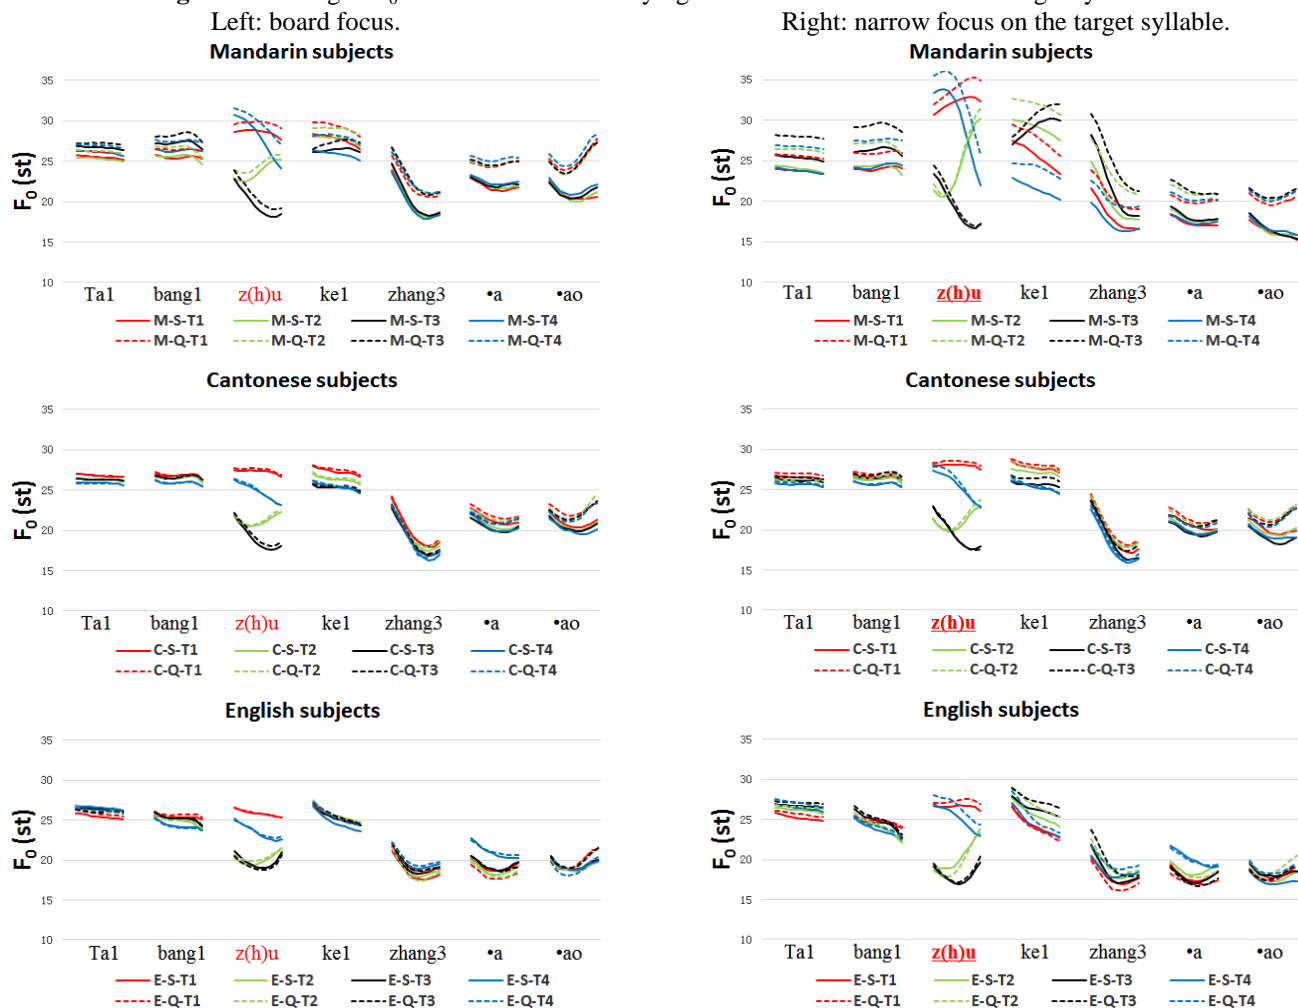 Left: board focus.
Right: narrow focus on the target syllable.
Mandarin subjects
F₀ (st)
35
30
25
20
15
10
Ta1 bang1 z(h)u ke1 zhang3 •a •ao
M-S-T1 M-S-T2 M-S-T3 M-S-T4
M-Q-T1 M-Q-T2 M-Q-T3 M-Q-T4
Mandarin subjects
F₀ (st)
35
30
25
20
15
10
Ta1 bang1 z(h)u ke1 zhang3 •a •ao
M-S-T1 M-S-T2 M-S-T3 M-S-T4
M-Q-T1 M-Q-T2 M-Q-T3 M-Q-T4
Cantonese subjects
F₀ (st)
35
30
25
20
15
10
Ta1 bang1 z(h)u ke1 zhang3 •a •ao
C-S-T1 C-S-T2 C-S-T3 C-S-T4
C-Q-T1 C-Q-T2 C-Q-T3 C-Q-T4
Cantonese subjects
F₀ (st)
35
30
25
20
15
10
Ta1 bang1 z(h)u ke1 zhang3 •a •ao
C-S-T1 C-S-T2 C-S-T3 C-S-T4
C-Q-T1 C-Q-T2 C-Q-T3 C-Q-T4
English subjects
F₀ (st)
35
30
25
20
15
10
Ta1 bang1 z(h)u ke1 zhang3 •a •ao
E-S-T1 E-S-T2 E-S-T3 E-S-T4
E-Q-T1 E-Q-T2 E-Q-T3 E-Q-T4
English subjects
F₀ (st)
35
30
25
20
15
10
Ta1 bang1 z(h)u ke1 zhang3 •a •ao
E-S-T1 E-S-T2 E-S-T3 E-S-T4
E-Q-T1 E-Q-T2 E-Q-T3 E-Q-T4